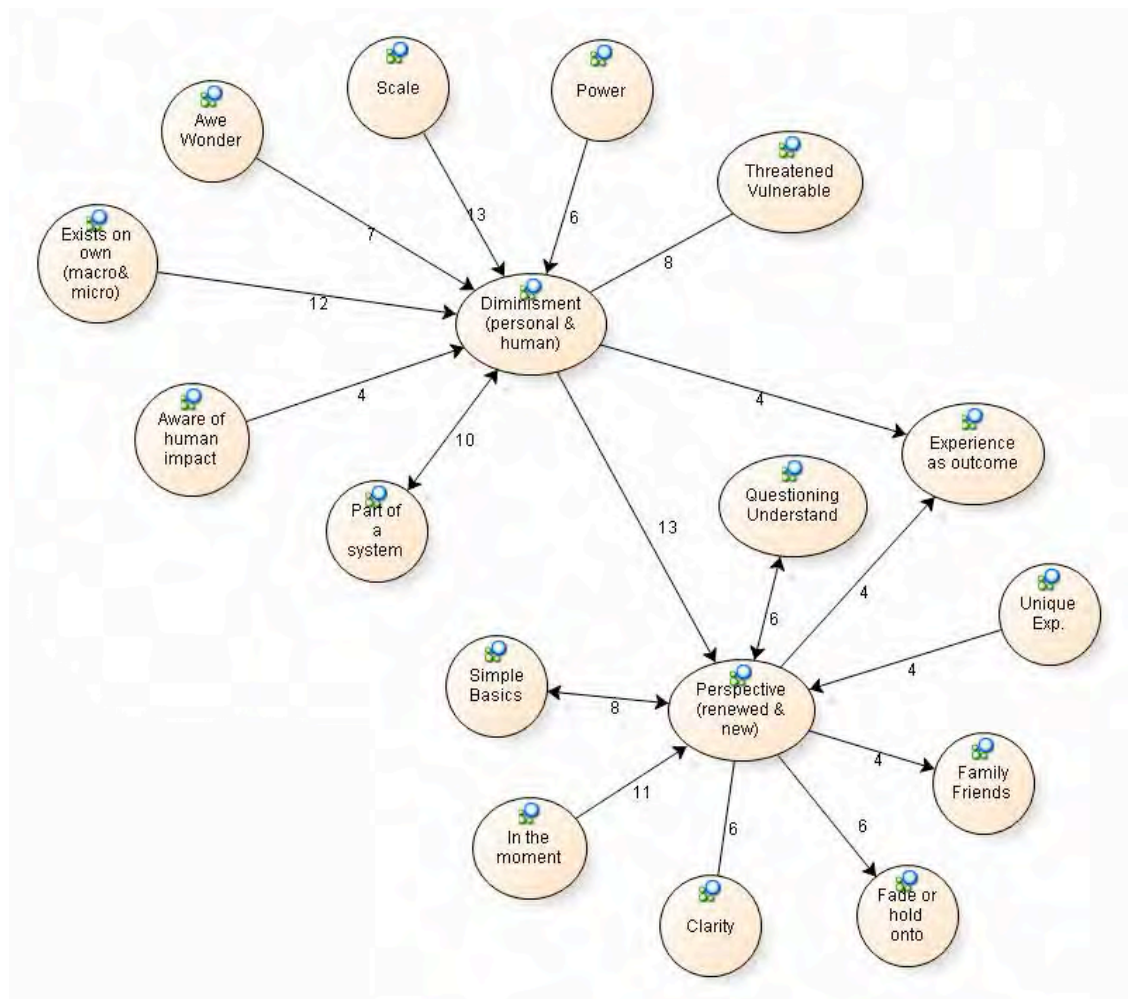 Scale
Power
Awe
Wonder
Threatened
Vulnerable
13
6
7
Exists on
own
(macro&
micro)
8
12
Diminisment
(personal &
human)
4
4
Aware of
human
impact
10
Experience
as outcome
Questioning
Understand
Part of
a
system
13
4
6
Unique
Exp.
4
Simple
Basics
8
Perspective
(renewed &
new)
4
Family
Friends
11
6
6
In the
moment
Clarity
Fade or
hold
onto